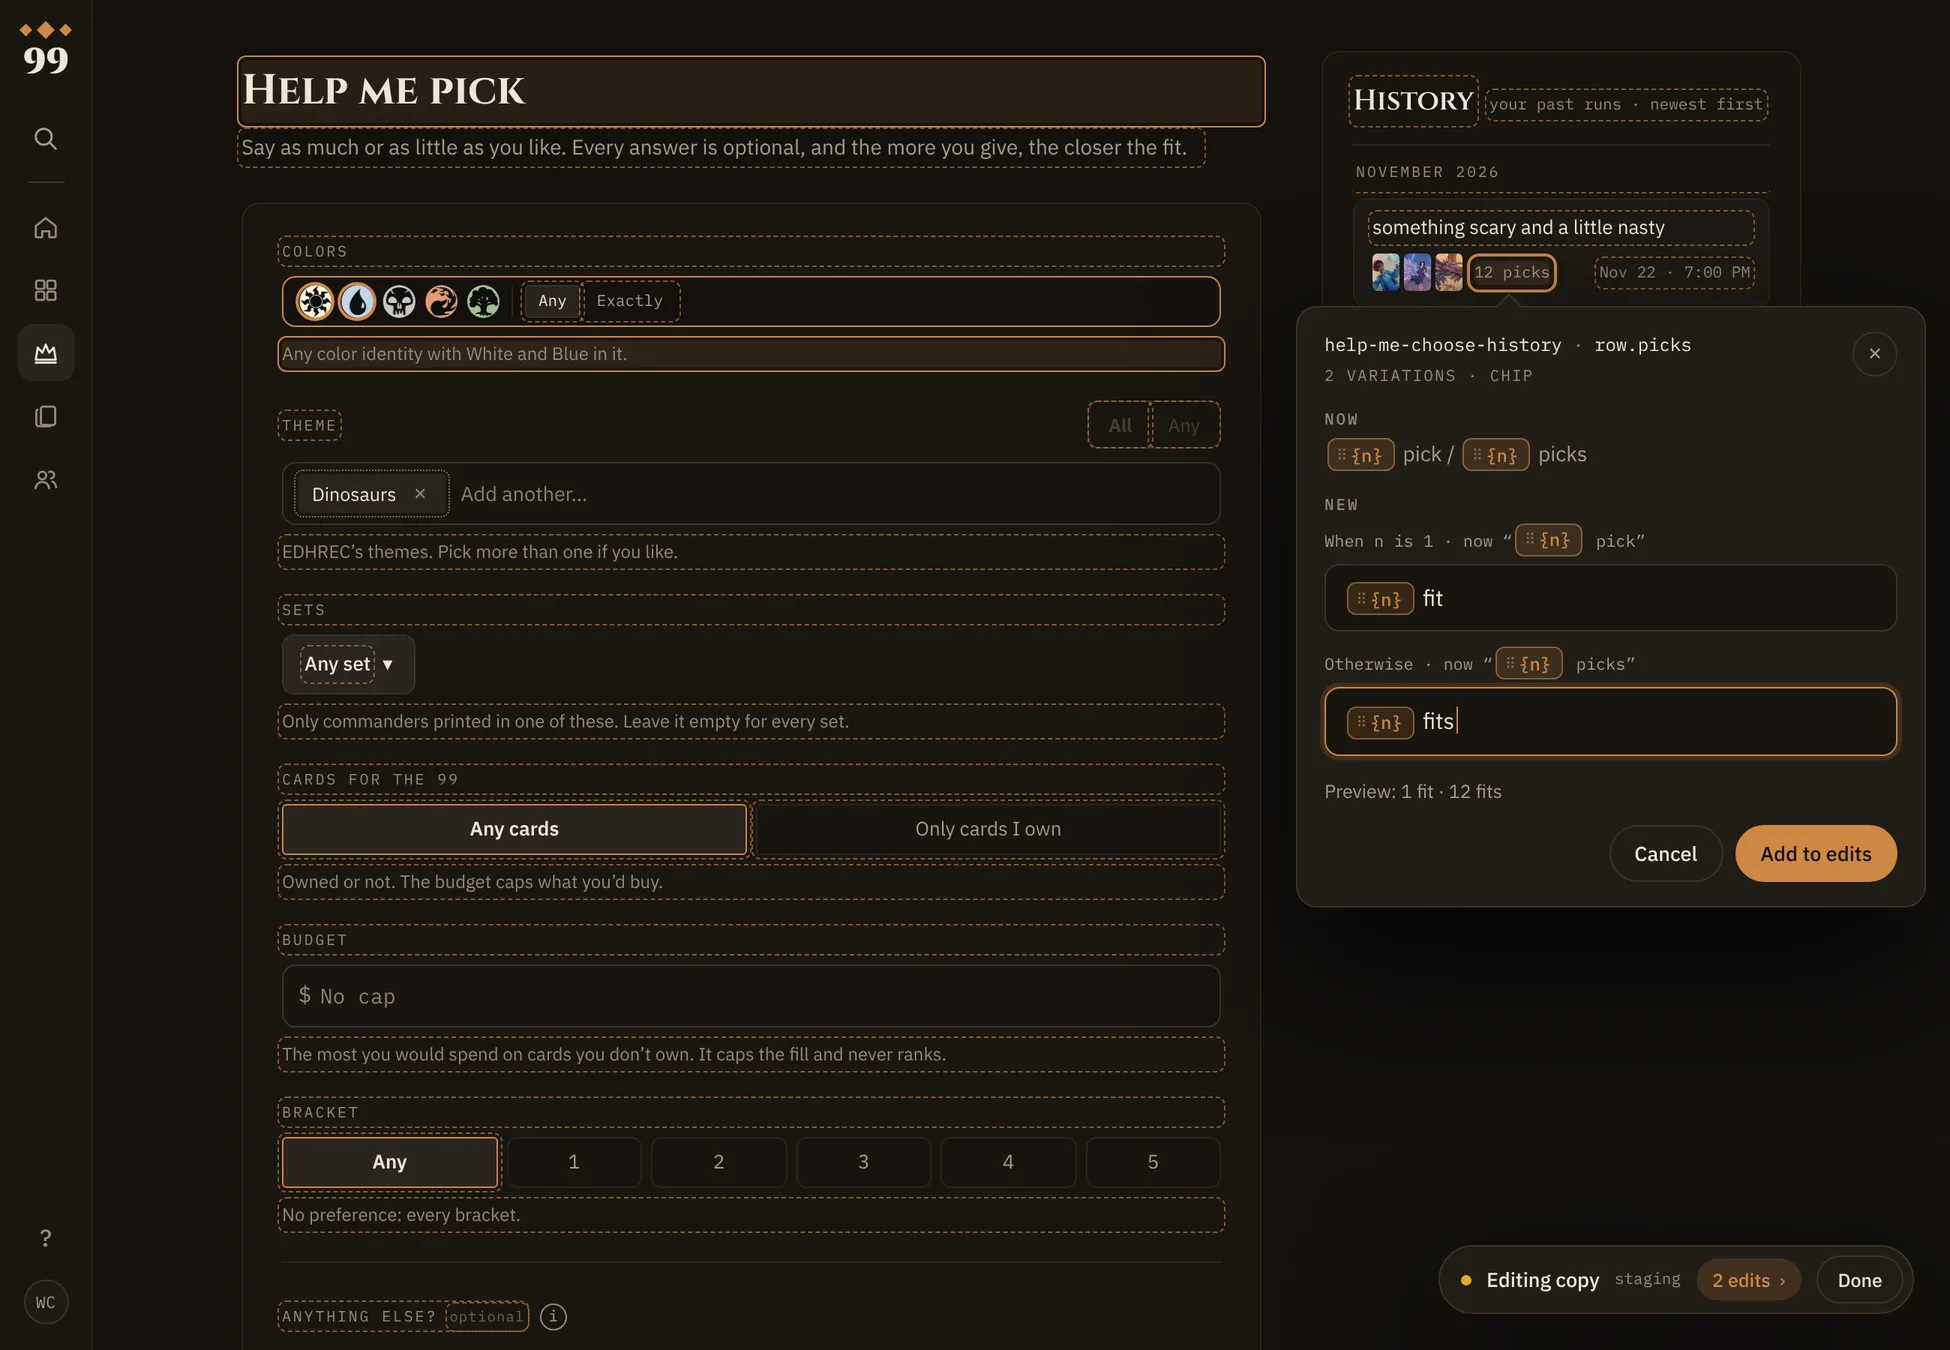 99
HELP ME PICK
Say as much or as little as you like. Every answer is optional, and the more you give, the closer the fit.
COLORS
Any Exactly
Any color identity with White and Blue in it.
THEME All Any
Dinosaurs × Add another...
EDHREC’s themes. Pick more than one if you like.
SETS
Any set ▼
Only commanders printed in one of these. Leave it empty for every set.
CARDS FOR THE 99
Any cards Only cards I own
Owned or not. The budget caps what you’d buy.
BUDGET
$ No cap
The most you would spend on cards you don’t own. It caps the fill and never ranks.
BRACKET
Any 1 2 3 4 5
No preference: every bracket.
ANYTHING ELSE? optional i
?
WC
HISTORY your past runs · newest first
NOVEMBER 2026
something scary and a little nasty
12 picks Nov 22 · 7:00 PM
help-me-choose-history · row.picks ×
2 VARIATIONS · CHIP
NOW
{n} pick / {n} picks
NEW
When n is 1 · now “{n} pick”
{n} fit
Otherwise · now “{n} picks”
{n} fits
Preview: 1 fit · 12 fits
Cancel Add to edits
Editing copy staging 2 edits › Done